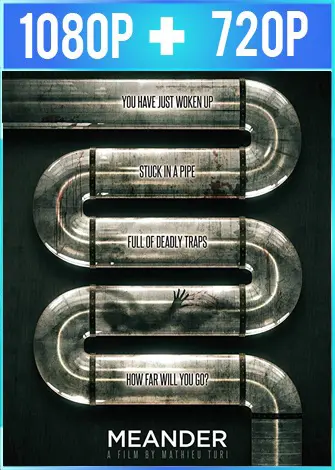 1080P + 720P
YOU HAVE JUST WOKEN UP
STUCK IN A PIPE
FULL OF DEADLY TRAPS
HOW FAR WILL YOU GO?
MEANDER
A FILM BY MATHIEU TURI